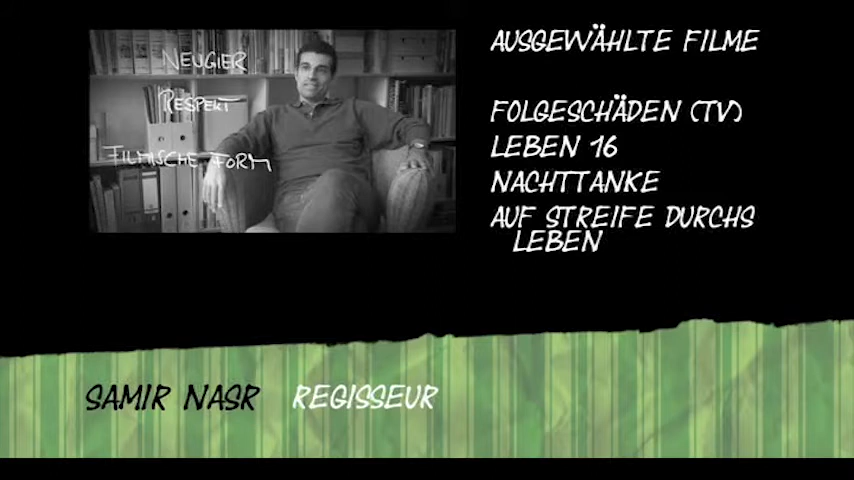 NEUGIER
RESPEKT
FILMISCHE FORM
AUSGEWÄHLTE FILME
FOLGESCHÄDEN (TV)
LEBEN 16
NACHTTANKE
AUF STREIFE DURCHS
LEBEN
SAMIR NASR REGISSEUR